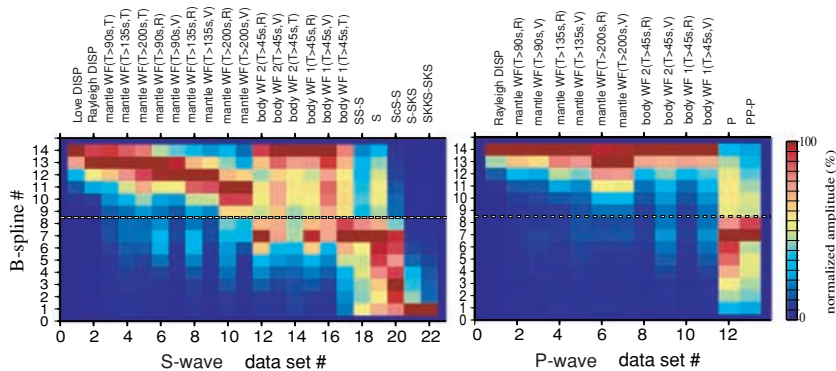 Love DISP
Rayleigh DISP
mantle WF(T>90s,T)
mantle WF(T>135s,T)
mantle WF(T>200s,T)
mantle WF(T>90s,R)
mantle WF(T>90s,V)
mantle WF(T>135s,R)
mantle WF(T>135s,V)
mantle WF(T>200s,R)
mantle WF(T>200s,V)
body WF 2(T>45s,R)
body WF 2(T>45s,V)
body WF 2(T>45s,T)
body WF 1(T>45s,R)
body WF 1(T>45s,V)
body WF 1(T>45s,T)
SS-S
S
ScS-S
S-SKS
SKKS-SKS
B-spline #
15
14
13
12
11
10
9
8
7
6
5
4
3
2
1
0
0 2 4 6 8 10 12 14 16 18 20 22
S-wave data set #
Rayleigh DISP
mantle WF(T>90s,R)
mantle WF(T>90s,V)
mantle WF(T>135s,R)
mantle WF(T>135s,V)
mantle WF(T>200s,R)
mantle WF(T>200s,V)
body WF 2(T>45s,R)
body WF 2(T>45s,V)
body WF 1(T>45s,R)
body WF 1(T>45s,V)
P
PP-P
15
14
13
12
11
10
9
8
7
6
5
4
3
2
1
0
0 2 4 6 8 10 12
P-wave data set #
100
0
normalized amplitude (%)